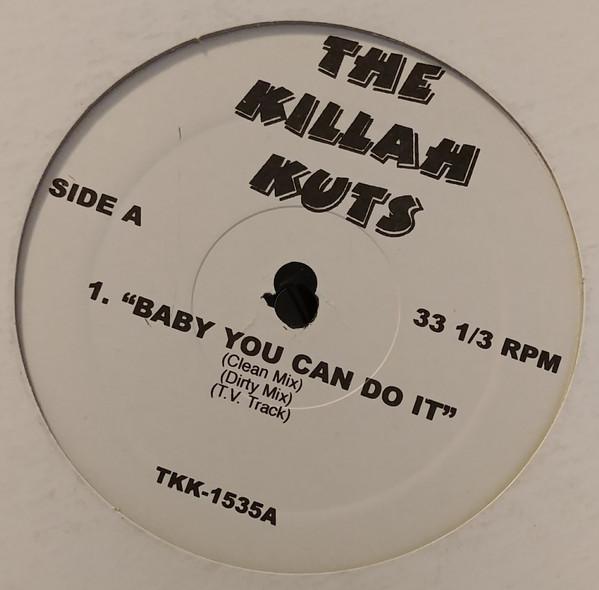 THE
KILLAH
KUTS
SIDE A
33 1/3 RPM
1. “BABY YOU CAN DO IT”
(Clean Mix)
(Dirty Mix)
(T.V. Track)
TKK-1535A